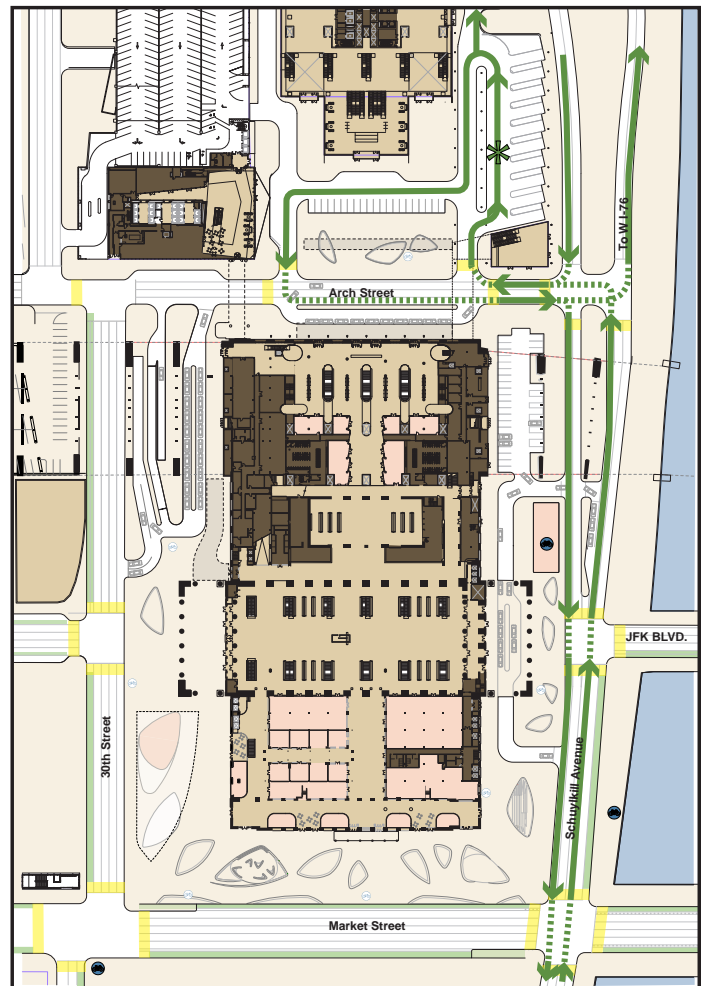 To W I-76
Arch Street
JFK BLVD.
30th Street
Schuylkill Avenue
Market Street